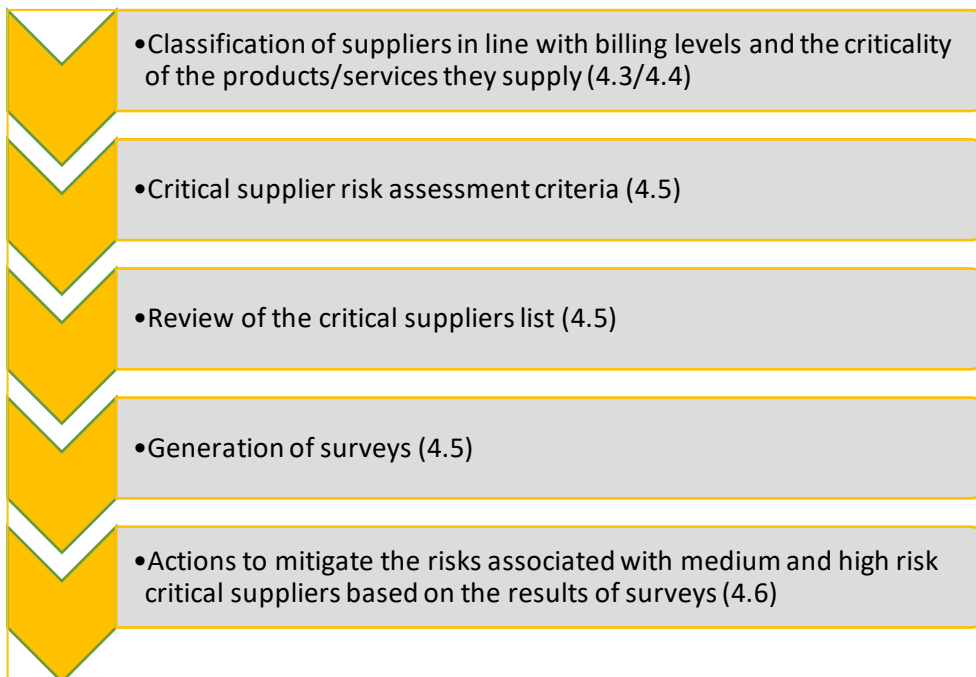 •Classification of suppliers in line with billing levels and the criticality
of the products/services they supply (4.3/4.4)
•Critical supplier risk assessment criteria (4.5)
•Review of the critical suppliers list (4.5)
•Generation of surveys (4.5)
•Actions to mitigate the risks associated with medium and high risk
critical suppliers based on the results of surveys (4.6)